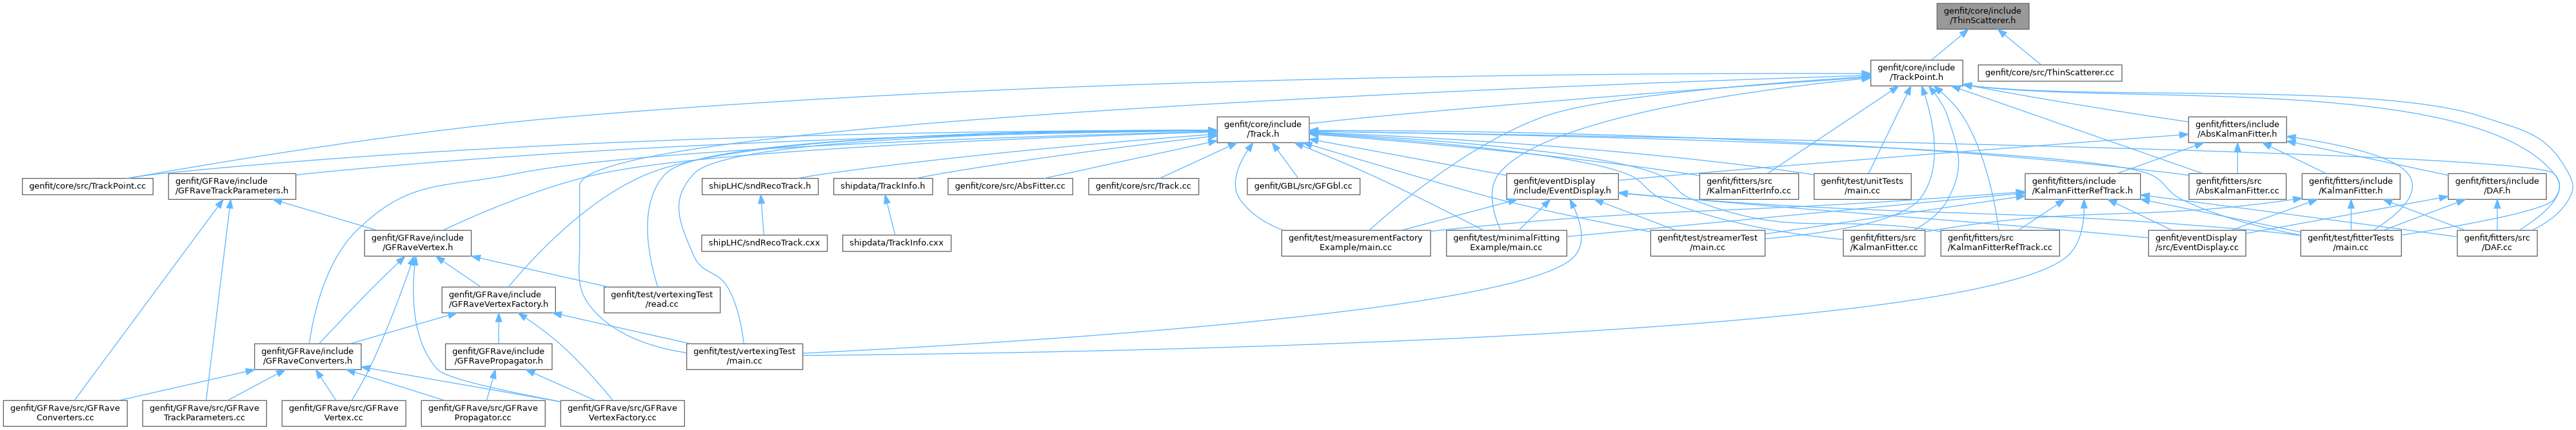 genfit/core/include
/ThinScatterer.h
genfit/core/include
/TrackPoint.h
genfit/core/src/ThinScatterer.cc
genfit/core/include
/Track.h
genfit/fitters/include
/AbsKalmanFitter.h
genfit/core/src/TrackPoint.cc
genfit/GFRave/include
/GFRaveTrackParameters.h
shipLHC/sndRecoTrack.h
shipdata/TrackInfo.h
genfit/core/src/AbsFitter.cc
genfit/core/src/Track.cc
genfit/GBL/src/GFGbl.cc
genfit/eventDisplay
/include/EventDisplay.h
genfit/fitters/src
/KalmanFitterInfo.cc
genfit/test/unitTests
/main.cc
genfit/fitters/include
/KalmanFitterRefTrack.h
genfit/fitters/src
/AbsKalmanFitter.cc
genfit/fitters/include
/KalmanFitter.h
genfit/fitters/include
/DAF.h
genfit/GFRave/include
/GFRaveVertex.h
shipLHC/sndRecoTrack.cxx
shipdata/TrackInfo.cxx
genfit/test/measurementFactory
Example/main.cc
genfit/test/minimalFitting
Example/main.cc
genfit/test/streamerTest
/main.cc
genfit/fitters/src
/KalmanFitter.cc
genfit/fitters/src
/KalmanFitterRefTrack.cc
genfit/eventDisplay
/src/EventDisplay.cc
genfit/test/fitterTests
/main.cc
genfit/fitters/src
/DAF.cc
genfit/GFRave/include
/GFRaveVertexFactory.h
genfit/test/vertexingTest
/read.cc
genfit/GFRave/include
/GFRaveConverters.h
genfit/GFRave/include
/GFRavePropagator.h
genfit/test/vertexingTest
/main.cc
genfit/GFRave/src/GFRave
Converters.cc
genfit/GFRave/src/GFRave
TrackParameters.cc
genfit/GFRave/src/GFRave
Vertex.cc
genfit/GFRave/src/GFRave
Propagator.cc
genfit/GFRave/src/GFRave
VertexFactory.cc